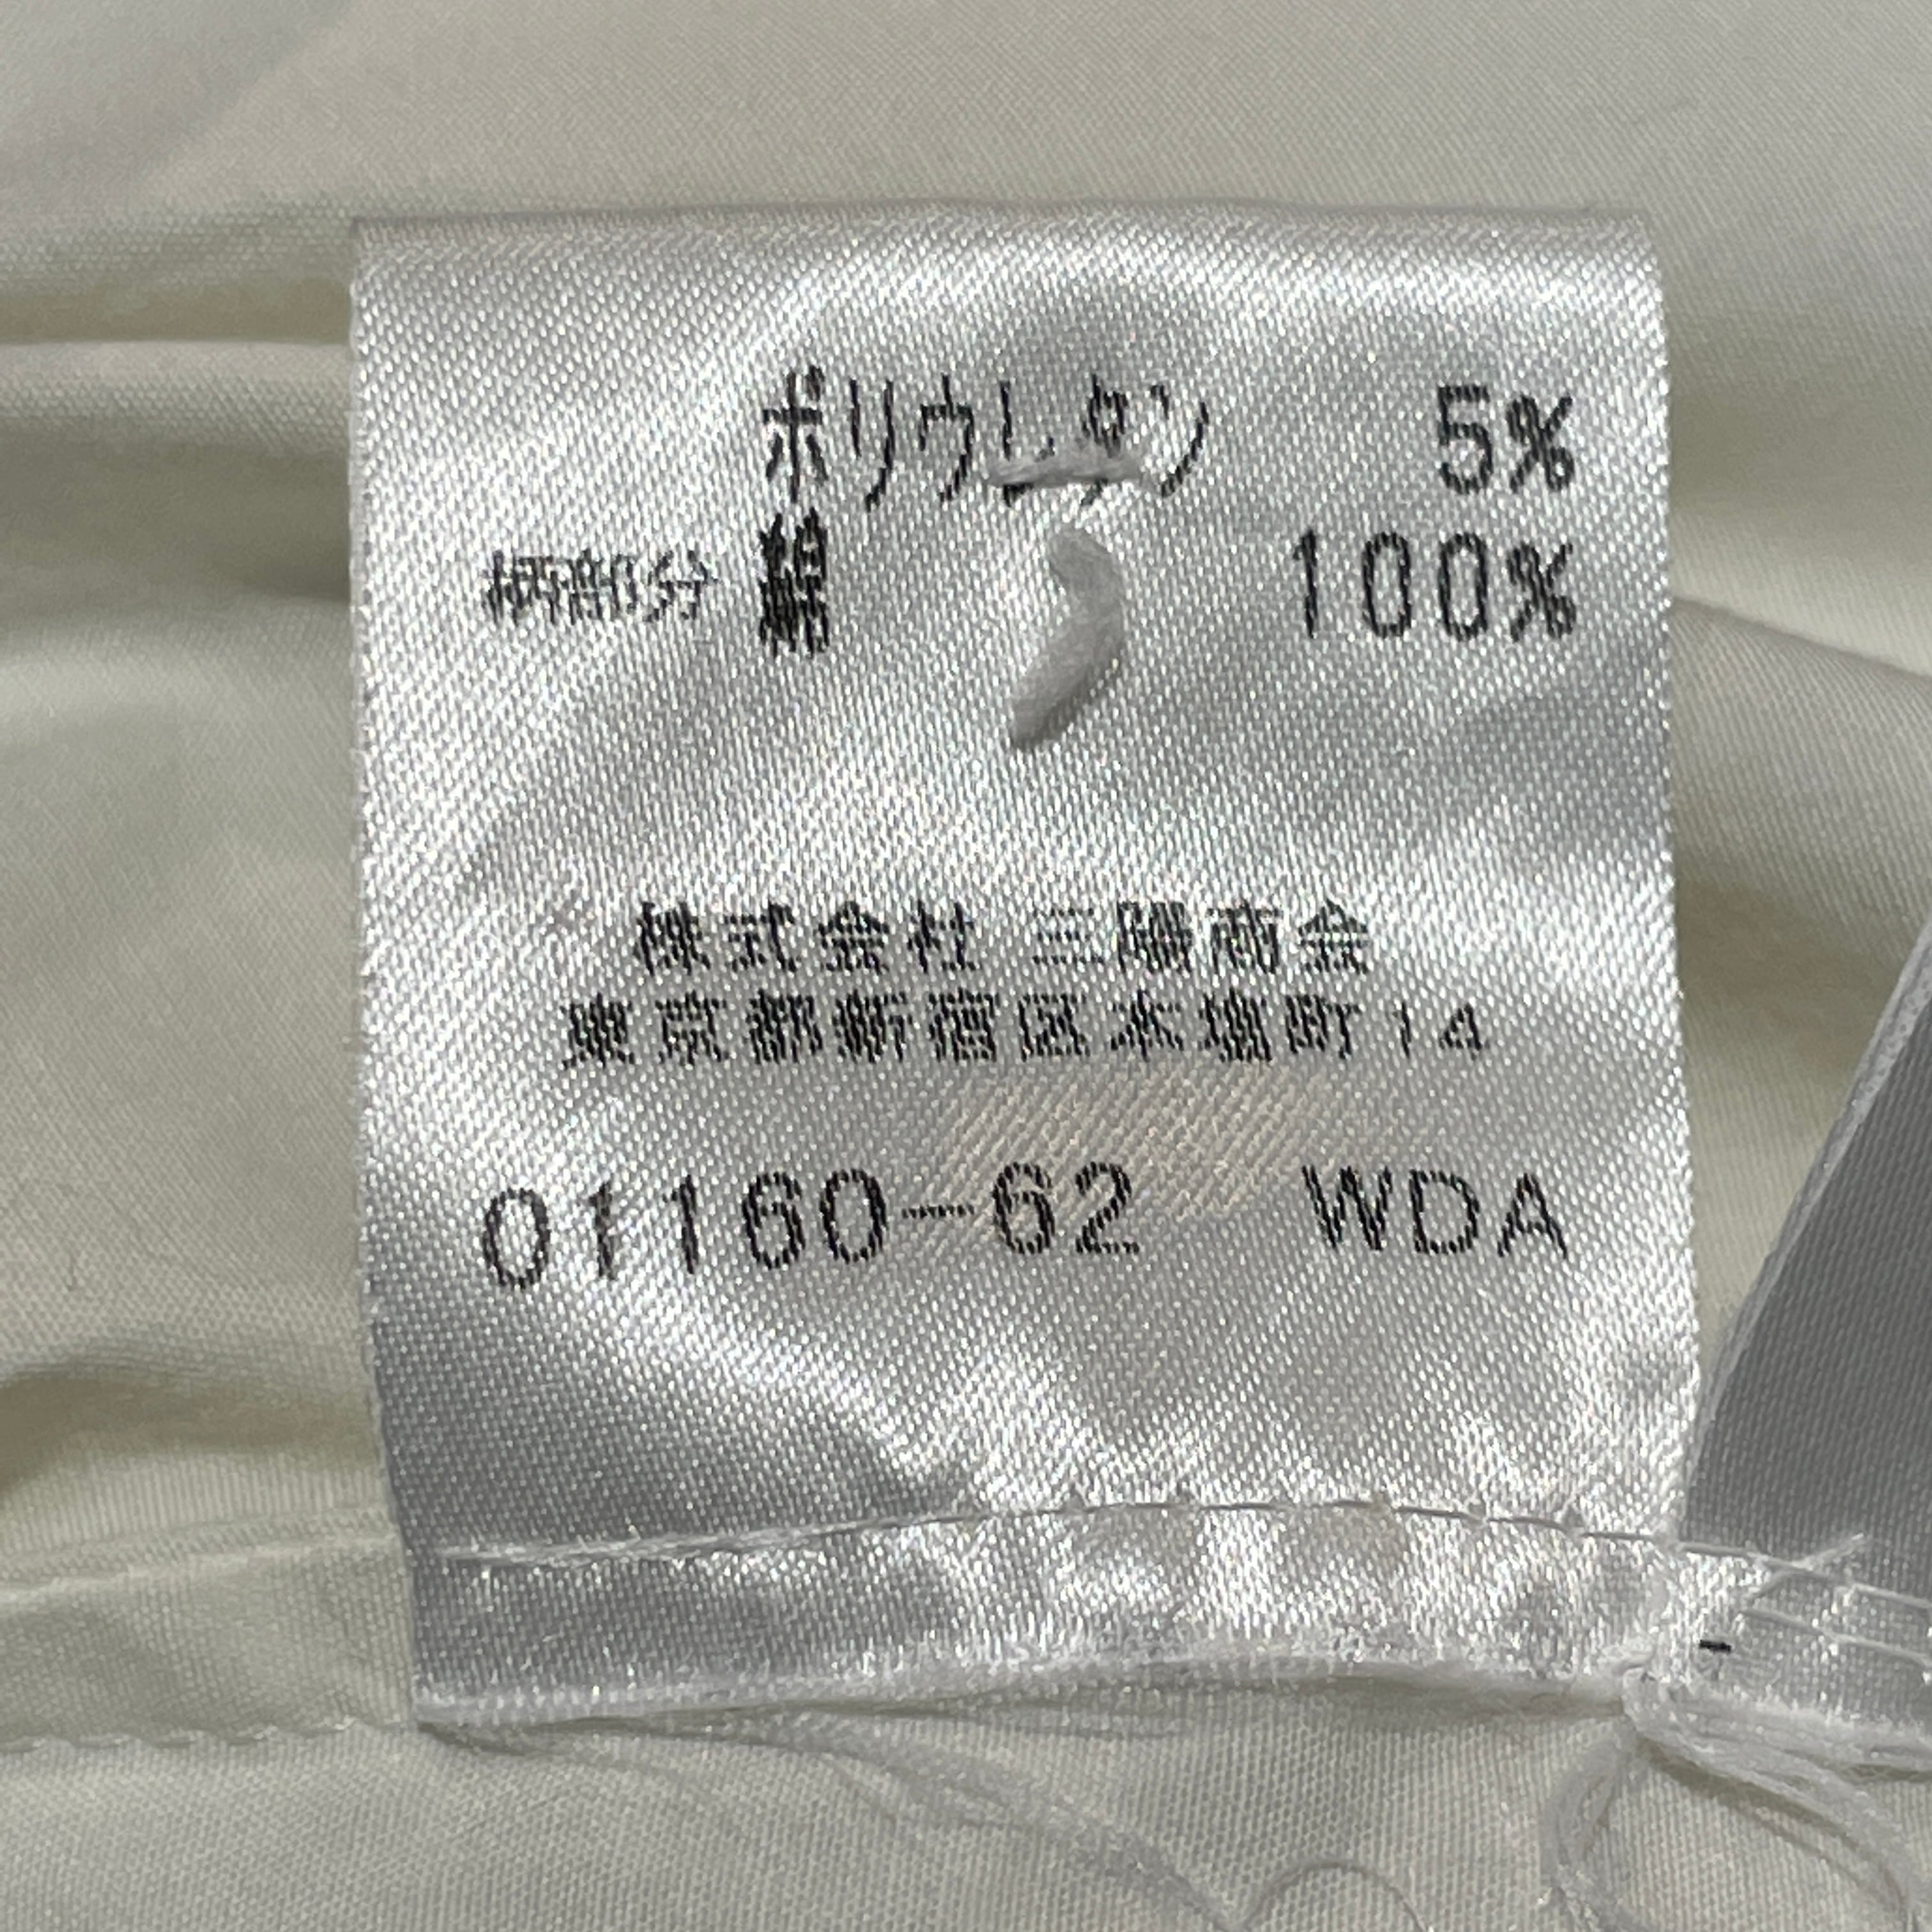 ポリウレタン 5%
柄部分 綿 100%
株式会社 三陽商会
東京都新宿区本塩町14
01160-62 WDA